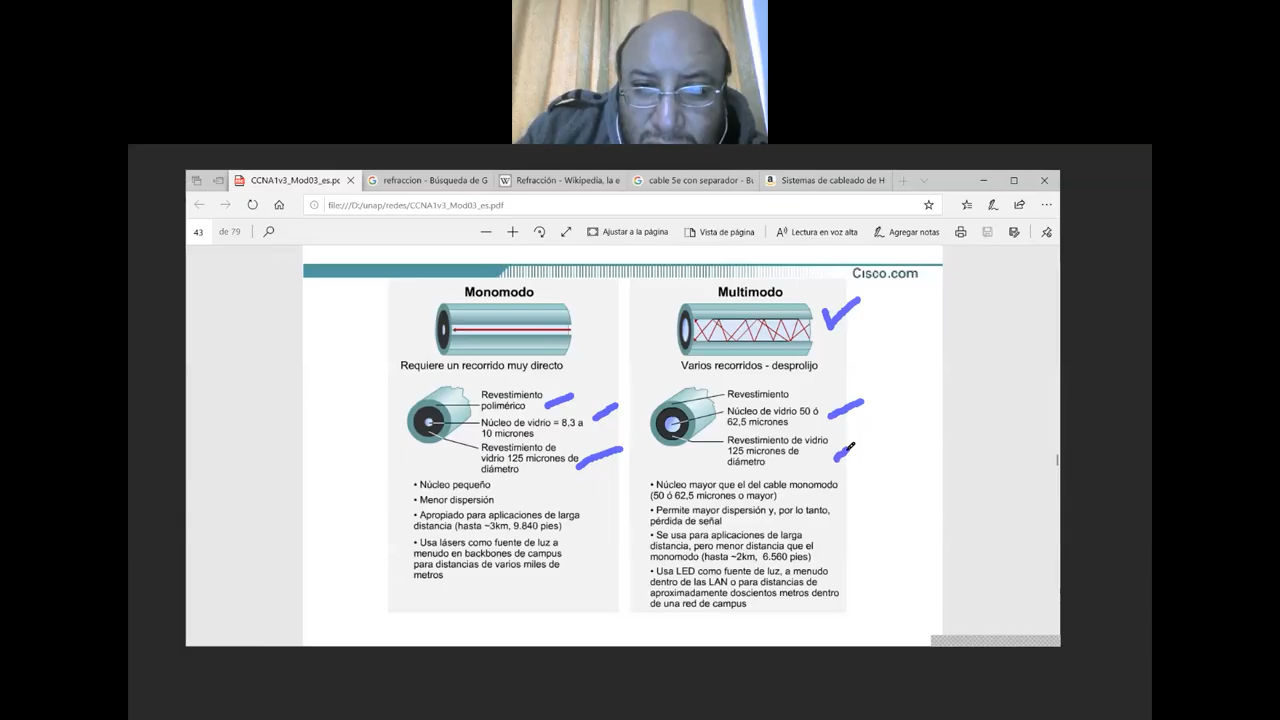 CCNA1v3_Mod03_es.pc
refraccion - Búsqueda de G
Refracción - Wikipedia, la e
cable 5e con separador - Bu
Sistemas de cableado de H
file:///D:/unap/redes/CCNA1v3_Mod03_es.pdf
43 de 79
Ajustar a la página
Vista de página
Lectura en voz alta
Agregar notas
Cisco.com
Monomodo
Requiere un recorrido muy directo
Revestimiento
polimérico
Núcleo de vidrio = 8,3 a
10 micrones
Revestimiento de
vidrio 125 micrones de
diámetro
• Núcleo pequeño
• Menor dispersión
• Apropiado para aplicaciones de larga
distancia (hasta ~3km, 9.840 pies)
• Usa lásers como fuente de luz a
menudo en backbones de campus
para distancias de varios miles de
metros
Multimodo
Varios recorridos - desprolijo
Revestimiento
Núcleo de vidrio 50 ó
62,5 micrones
Revestimiento de vidrio
125 micrones de
diámetro
• Núcleo mayor que el del cable monomodo
(50 ó 62,5 micrones o mayor)
• Permite mayor dispersión y, por lo tanto,
pérdida de señal
• Se usa para aplicaciones de larga
distancia, pero menor distancia que el
monomodo (hasta ~2km, 6.560 pies)
• Usa LED como fuente de luz, a menudo
dentro de las LAN o para distancias de
aproximadamente doscientos metros dentro
de una red de campus